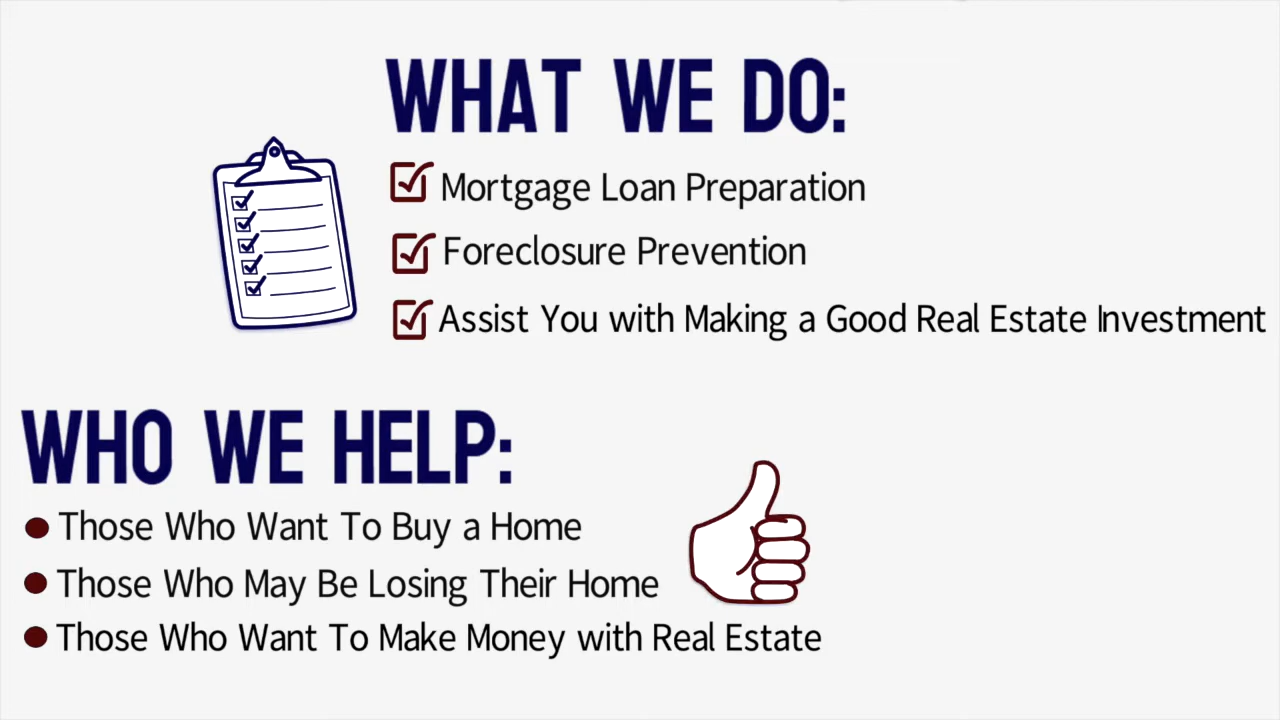 WHAT WE DO:
Mortgage Loan Preparation
Foreclosure Prevention
Assist You with Making a Good Real Estate Investment
WHO WE HELP:
Those Who Want To Buy a Home
Those Who May Be Losing Their Home
Those Who Want To Make Money with Real Estate